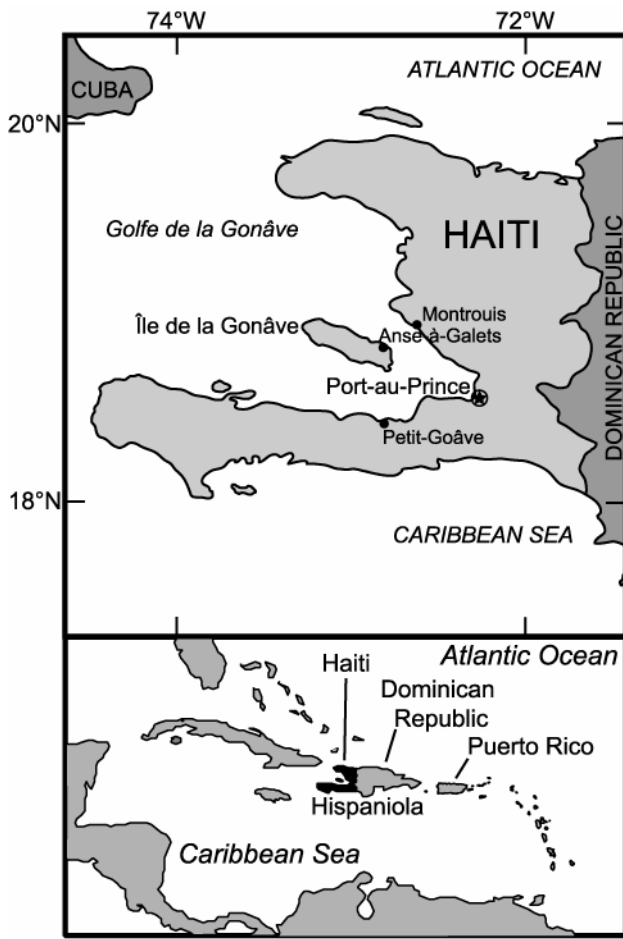 74°W
72°W
ATLANTIC OCEAN
CUBA
20°N
Golfe de la Gonâve
HAITI
DOMINICAN REPUBLIC
Île de la Gonâve
Montrouis
Anse-à-Galets
Port-au-Prince
Petit-Goâve
18°N
CARIBBEAN SEA
Atlantic Ocean
Haiti
Dominican
Republic
Puerto Rico
Hispaniola
Caribbean Sea